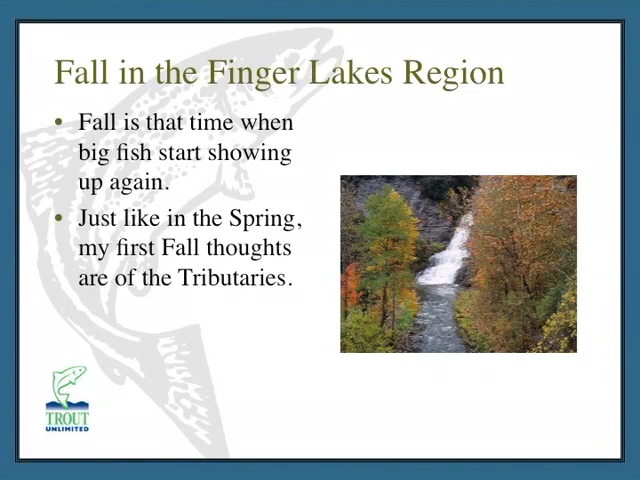 Fall in the Finger Lakes Region
• Fall is that time when
big fish start showing
up again.
• Just like in the Spring,
my first Fall thoughts
are of the Tributaries.
TROUT
UNLIMITED